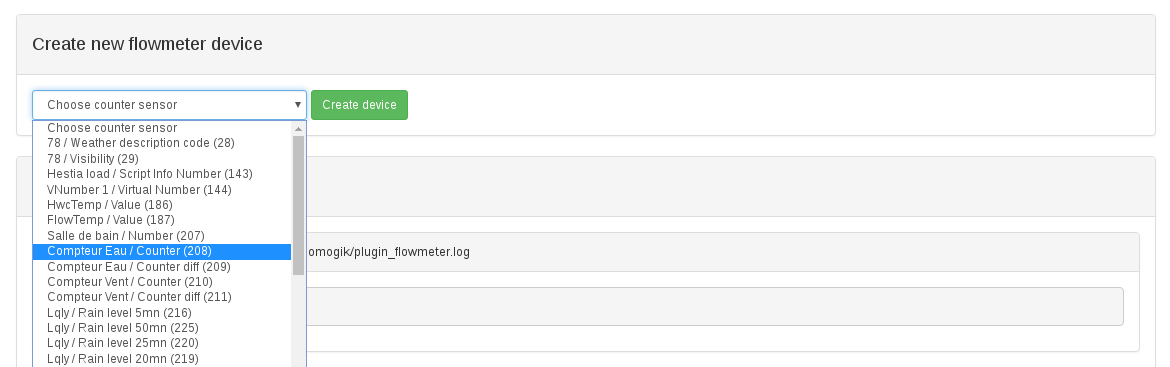 Create new flowmeter device
Choose counter sensor
Create device
Choose counter sensor
78 / Weather description code (28)
78 / Visibility (29)
Hestia load / Script Info Number (143)
VNumber 1 / Virtual Number (144)
HwcTemp / Value (186)
FlowTemp / Value (187)
Salle de bain / Number (207)
Compteur Eau / Counter (208)
omogik/plugin_flowmeter.log
Compteur Eau / Counter diff (209)
Compteur Vent / Counter (210)
Compteur Vent / Counter diff (211)
Lqly / Rain level 5mn (216)
Lqly / Rain level 50mn (225)
Lqly / Rain level 25mn (220)
Lqly / Rain level 20mn (219)